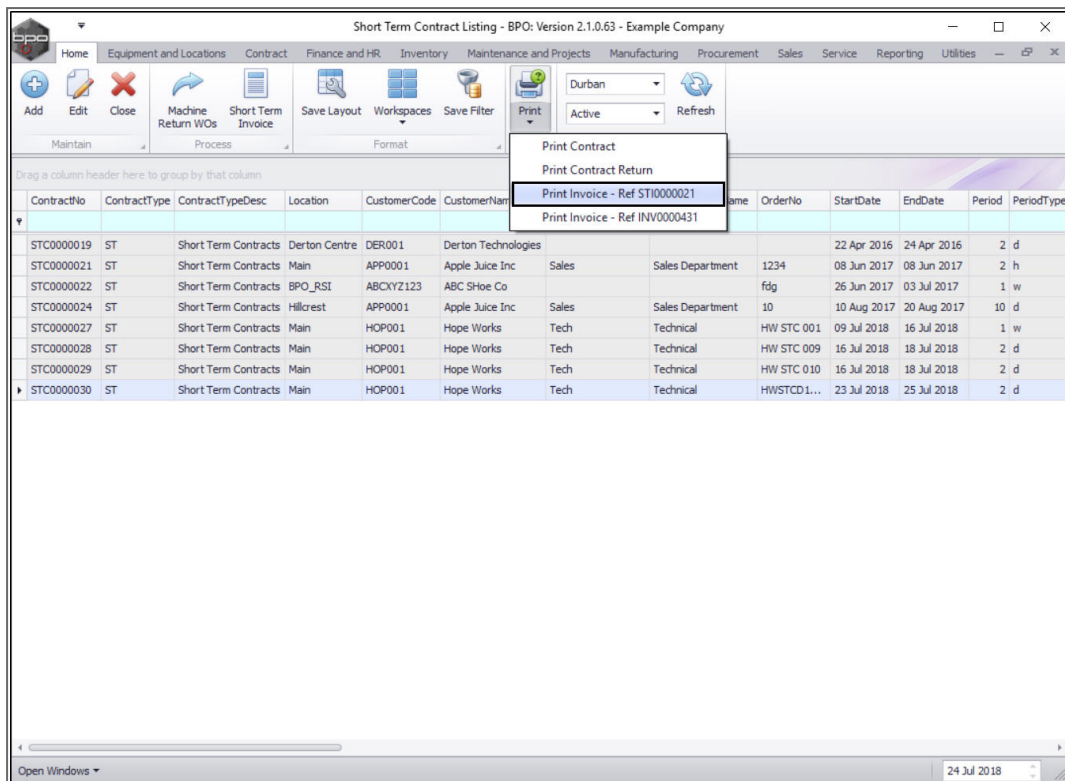 Short Term Contract Listing - BPO: Version 2.1.0.63 - Example Company
bpo
Home Equipment and Locations Contract Finance and HR Inventory Maintenance and Projects Manufacturing Procurement Sales Service Reporting Utilities
Add Edit Close Machine Return WOs Short Term Invoice Save Layout Workspaces Save Filter Print Durban Active Refresh
Maintain Process Format
Print Contract
Print Contract Return
Print Invoice - Ref STI0000021
Print Invoice - Ref INV0000431
Drag a column header here to group by that column
ContractNo ContractType ContractTypeDesc Location CustomerCode CustomerNam ame OrderNo StartDate EndDate Period PeriodType
STC0000019 ST Short Term Contracts Derton Centre DER001 Derton Technologies 22 Apr 2016 24 Apr 2016 2 d
STC0000021 ST Short Term Contracts Main APP0001 Apple Juice Inc Sales Sales Department 1234 08 Jun 2017 08 Jun 2017 2 h
STC0000022 ST Short Term Contracts BPO_RSI ABCXYZ123 ABC SHoe Co fdg 26 Jun 2017 03 Jul 2017 1 w
STC0000024 ST Short Term Contracts Hillcrest APP0001 Apple Juice Inc Sales Sales Department 10 10 Aug 2017 20 Aug 2017 10 d
STC0000027 ST Short Term Contracts Main HOP001 Hope Works Tech Technical HW STC 001 09 Jul 2018 16 Jul 2018 1 w
STC0000028 ST Short Term Contracts Main HOP001 Hope Works Tech Technical HW STC 009 16 Jul 2018 18 Jul 2018 2 d
STC0000029 ST Short Term Contracts Main HOP001 Hope Works Tech Technical HW STC 010 16 Jul 2018 18 Jul 2018 2 d
STC0000030 ST Short Term Contracts Main HOP001 Hope Works Tech Technical HWSTCD1... 23 Jul 2018 25 Jul 2018 2 d
Open Windows 24 Jul 2018